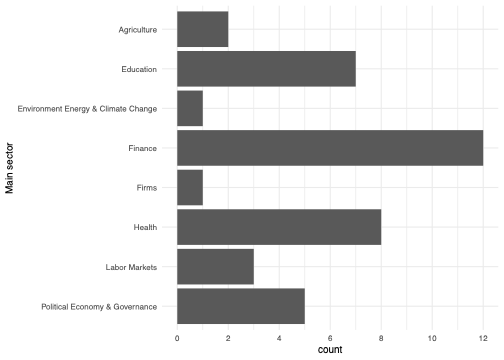 Agriculture
Education
Environment Energy & Climate Change
Finance
Firms
Health
Labor Markets
Political Economy & Governance
Main sector
0 2 4 6 8 10 12
count